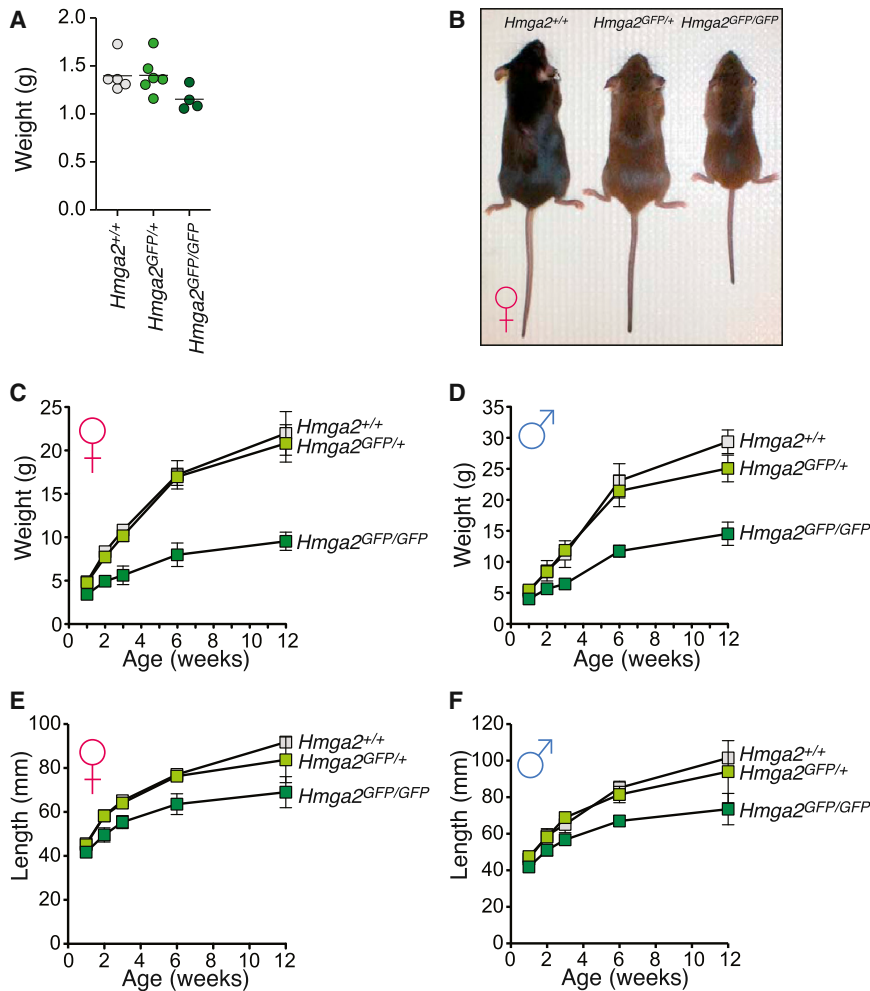 A
Weight (g)
2.0
1.5
1.0
1.5
0.0
Hmga2+/+
Hmga2GFP/+
Hmga2GFP/GFP
B
Hmga2+/+ Hmga2GFP/+ Hmga2GFP/GFP
♀
C
♀
Weight (g)
25
20
15
10
5
0
0 2 4 6 8 10 12
Age (weeks)
Hmga2+/+
Hmga2GFP/+
Hmga2GFP/GFP
D
♂
Weight (g)
35
30
25
20
15
10
5
0
0 2 4 6 8 10 12
Age (weeks)
Hmga2+/+
Hmga2GFP/+
Hmga2GFP/GFP
E
♀
Length (mm)
100
80
60
40
20
0
0 2 4 6 8 10 12
Age (weeks)
Hmga2+/+
Hmga2GFP/+
Hmga2GFP/GFP
F
♂
Length (mm)
120
100
80
60
40
20
0
0 2 4 6 8 10 12
Age (weeks)
Hmga2+/+
Hmga2GFP/+
Hmga2GFP/GFP